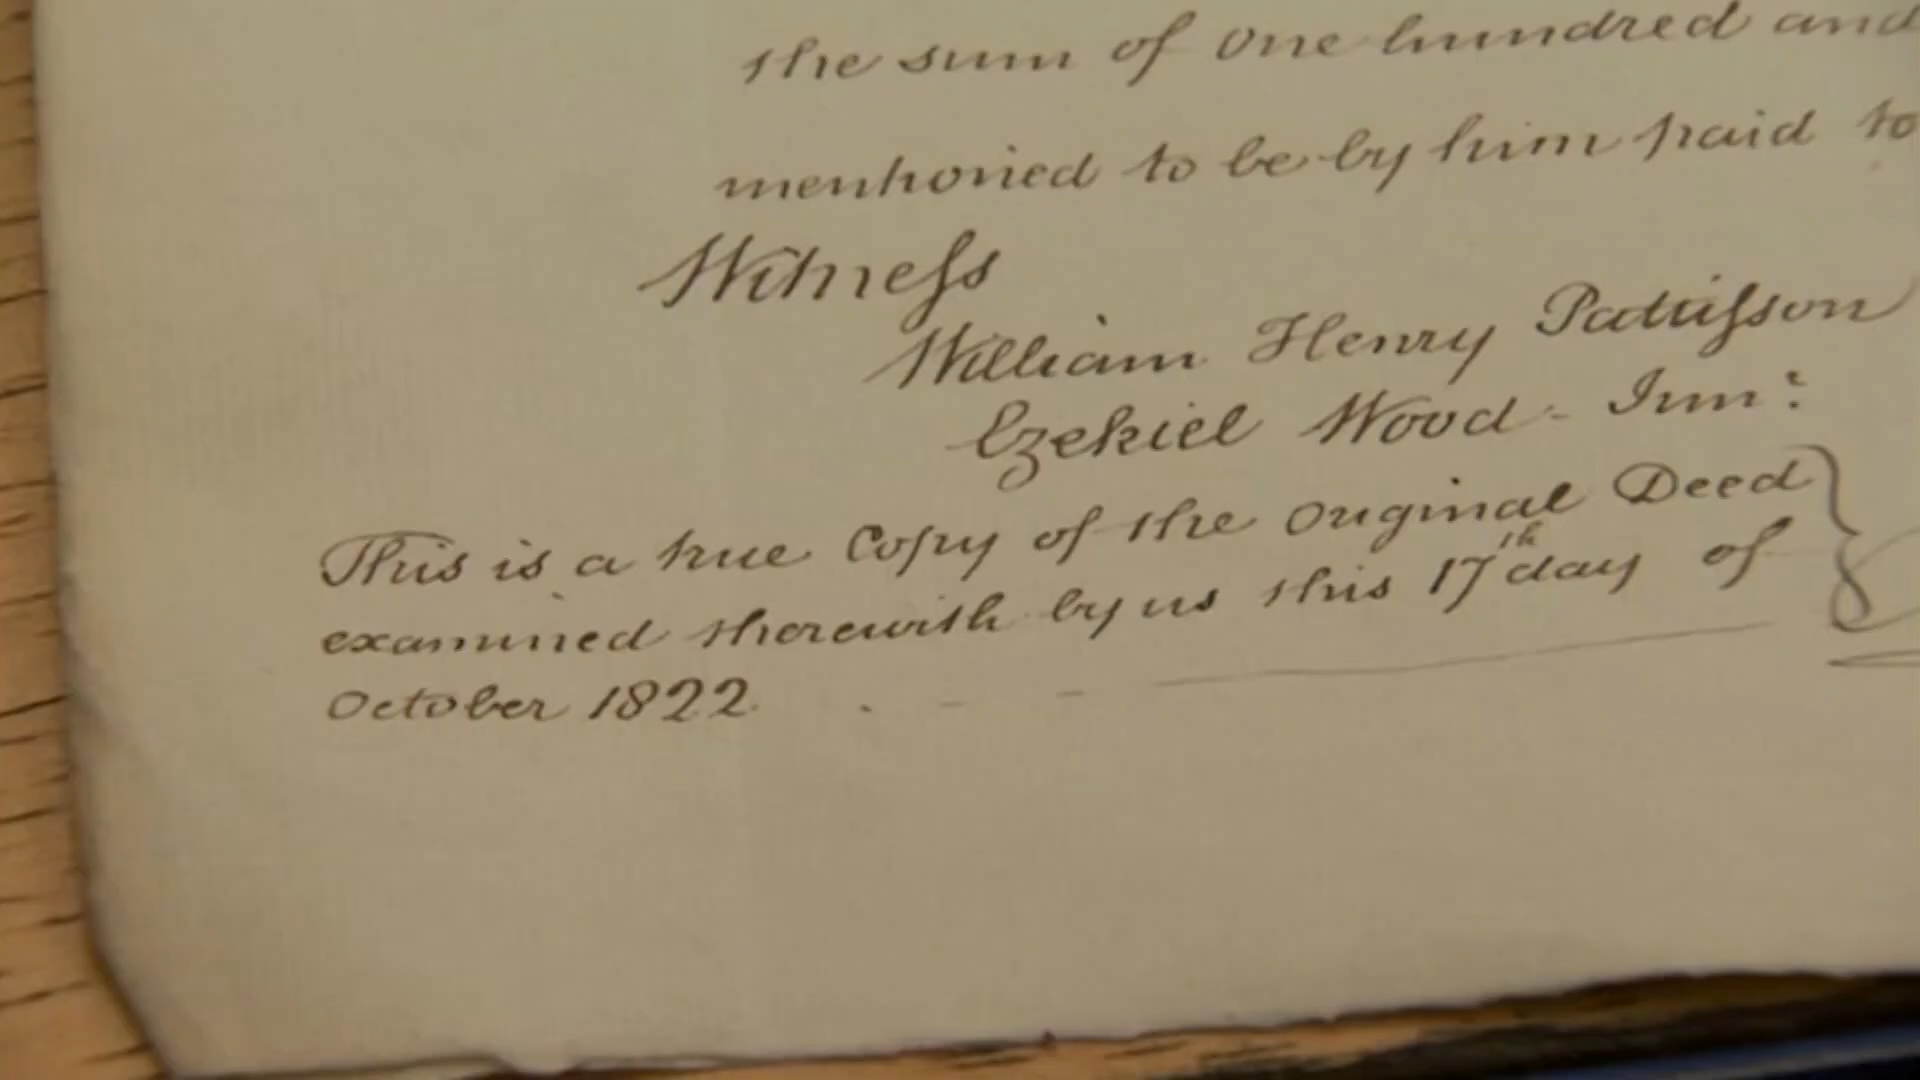 the sum of one hundred and
mentioned to be by him paid to
Witneſs
William Henry Pattiſson
Ezekiel Wood - Junr:
This is a true Copy of the Original Deed
examined therewith by us this 17th day of
October 1822